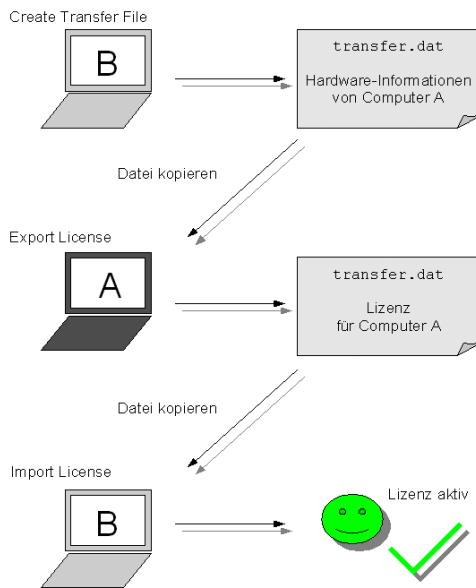 Create Transfer File
B
transfer.dat
Hardware-Informationen
von Computer A
Datei kopieren
Export License
A
transfer.dat
Lizenz
für Computer A
Datei kopieren
Import License
B
Lizenz aktiv